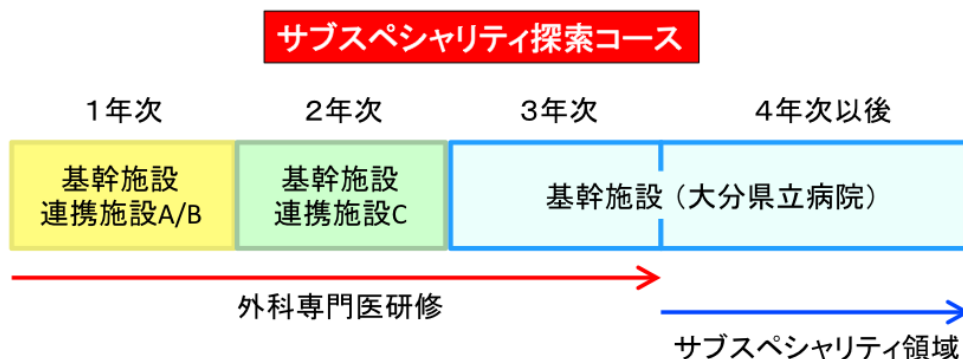 サブスペシャリティ探索コース
１年次
２年次
３年次
４年次以後
基幹施設
連携施設A/B
基幹施設
連携施設C
基幹施設（大分県立病院）
外科専門医研修
サブスペシャリティ領域